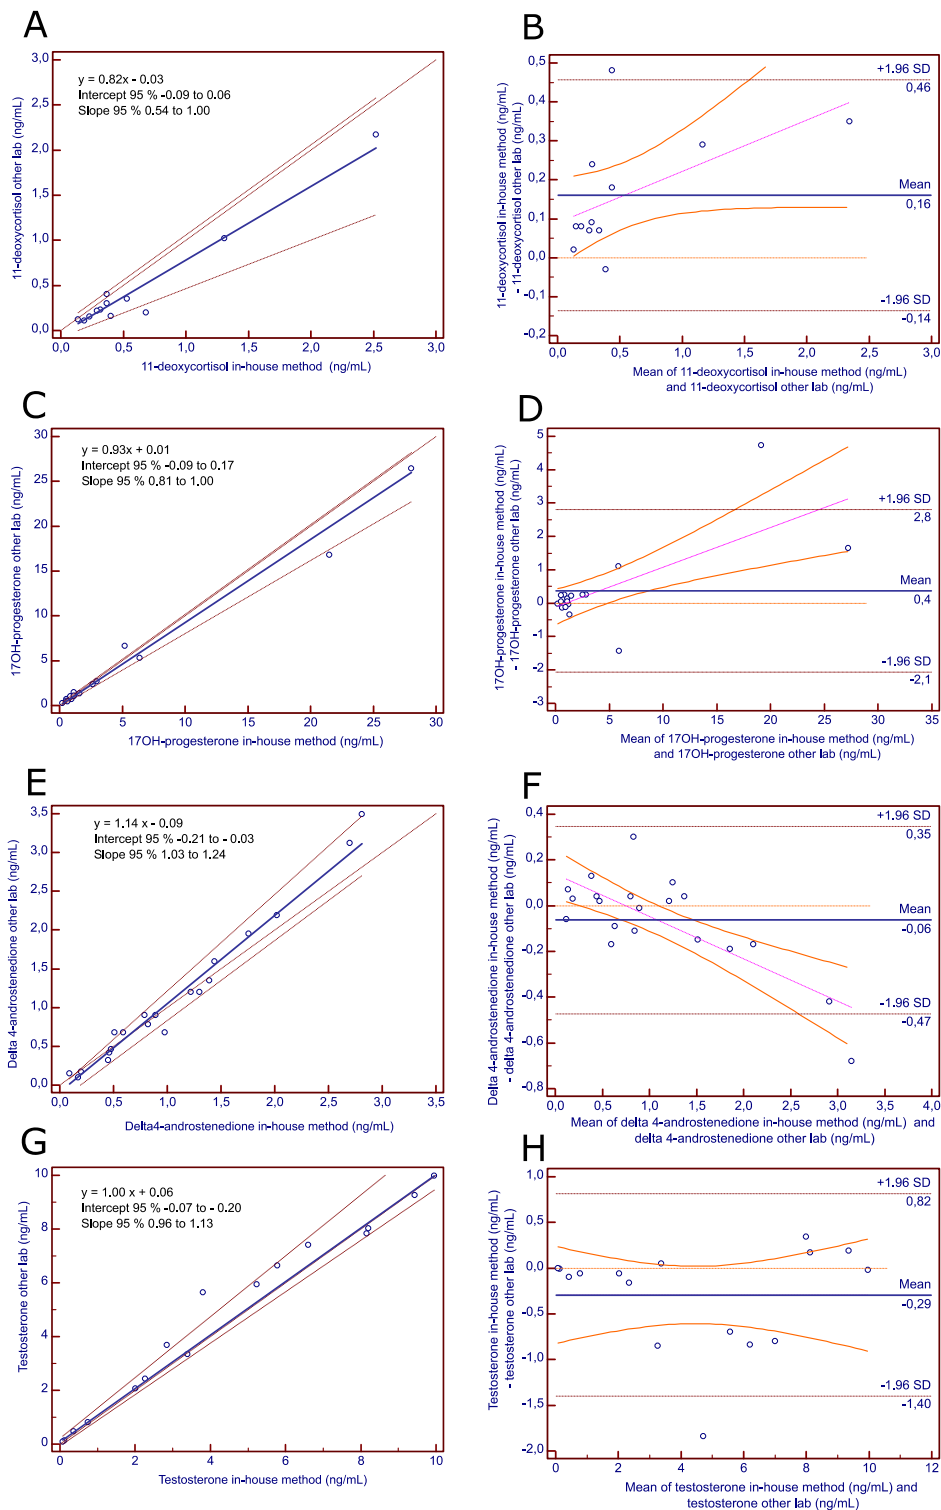 A
3,0
2,5
2,0
1,5
1,0
0,5
0,0
11-deoxycortisol other lab (ng/mL)
y = 0.82x - 0.03
Intercept 95 % -0.09 to 0.06
Slope 95 % 0.54 to 1.00
0,0 0,5 1,0 1,5 2,0 2,5 3,0
11-deoxycortisol in-house method (ng/mL)
B
0,5
0,4
0,3
0,2
0,1
0,0
-0,1
-0,2
11-deoxycortisol in-house method (ng/mL)
- 11-deoxycortisol other lab (ng/mL)
+1.96 SD
0,46
Mean
0,16
-1.96 SD
-0,14
0,0 0,5 1,0 1,5 2,0 2,5 3,0
Mean of 11-deoxycortisol in-house method (ng/mL)
and 11-deoxycortisol other lab (ng/mL)
C
30
25
20
15
10
5
0
17OH-progesterone other lab (ng/mL)
y = 0.93x + 0.01
Intercept 95 % -0.09 to 0.17
Slope 95 % 0.81 to 1.00
0 5 10 15 20 25 30
17OH-progesterone in-house method (ng/mL)
D
5
4
3
2
1
0
-1
-2
-3
17OH-progesterone in-house method (ng/mL)
- 17OH-progesterone other lab (ng/mL)
+1.96 SD
2,8
Mean
0,4
-1.96 SD
-2,1
0 5 10 15 20 25 30 35
Mean of 17OH-progesterone in-house method (ng/mL)
and 17OH-progesterone other lab (ng/mL)
E
3,5
3,0
2,5
2,0
1,5
1,0
0,5
0,0
Delta 4-androstenedione other lab (ng/mL)
y = 1.14 x - 0.09
Intercept 95 % -0.21 to - 0.03
Slope 95 % 1.03 to 1.24
0,0 0,5 1,0 1,5 2,0 2,5 3,0 3,5
Delta4-androstenedione in-house method (ng/mL)
F
0,4
0,2
0,0
-0,2
-0,4
-0,6
-0,8
Delta 4-androstenedione in-house method (ng/mL)
- delta 4-androstenedione other lab (ng/mL)
+1.96 SD
0,35
Mean
-0,06
-1.96 SD
-0,47
0,0 0,5 1,0 1,5 2,0 2,5 3,0 3,5 4,0
Mean of delta 4-androstenedione in-house method (ng/mL) and
delta 4-androstenedione other lab (ng/mL)
G
10
8
6
4
2
0
Testosterone other lab (ng/mL)
y = 1.00 x + 0.06
Intercept 95 % -0.07 to - 0.20
Slope 95 % 0.96 to 1.13
0 2 4 6 8 10
Testosterone in-house method (ng/mL)
H
1,0
0,5
0,0
-0,5
-1,0
-1,5
-2,0
Testosterone in-house method (ng/mL)
- testosterone other lab (ng/mL)
+1.96 SD
0,82
Mean
-0,29
-1.96 SD
-1,40
0 2 4 6 8 10 12
Mean of testosterone in-house method (ng/mL) and
testosterone other lab (ng/mL)